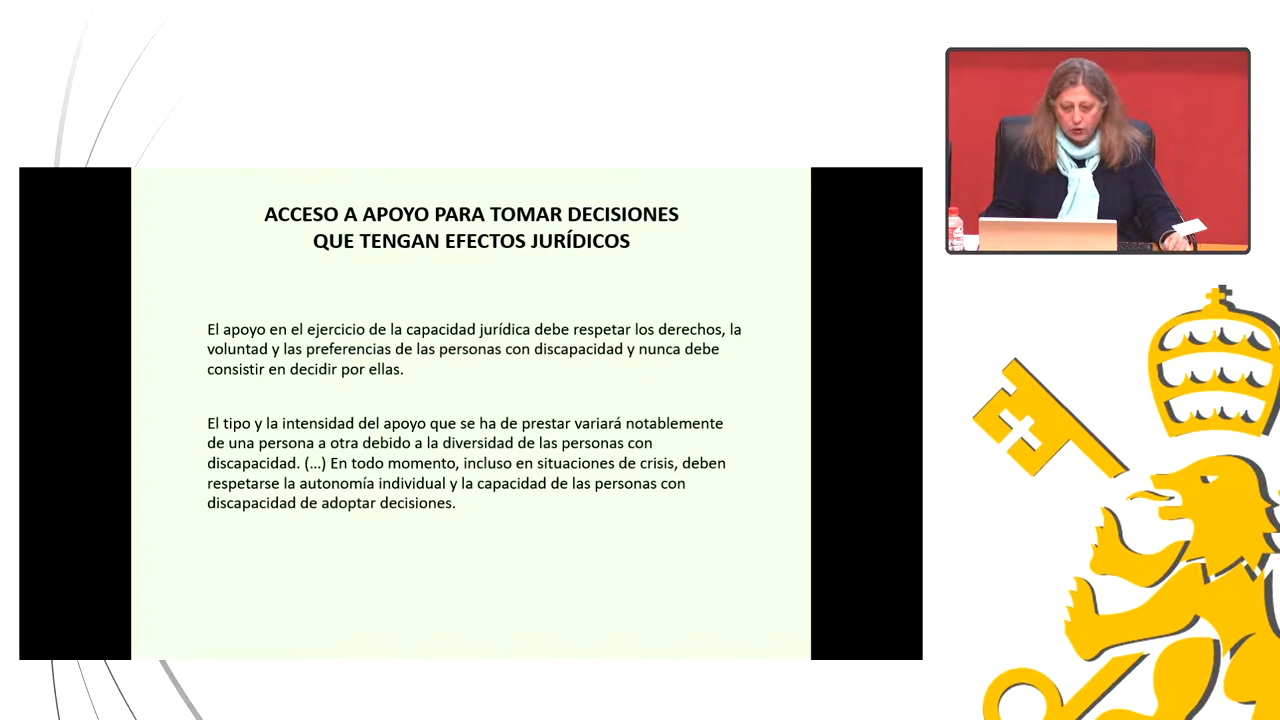 ACCESO A APOYO PARA TOMAR DECISIONES
QUE TENGAN EFECTOS JURÍDICOS
El apoyo en el ejercicio de la capacidad jurídica debe respetar los derechos, la
voluntad y las preferencias de las personas con discapacidad y nunca debe
consistir en decidir por ellas.
El tipo y la intensidad del apoyo que se ha de prestar variará notablemente
de una persona a otra debido a la diversidad de las personas con
discapacidad. (...) En todo momento, incluso en situaciones de crisis, deben
respetarse la autonomía individual y la capacidad de las personas con
discapacidad de adoptar decisiones.